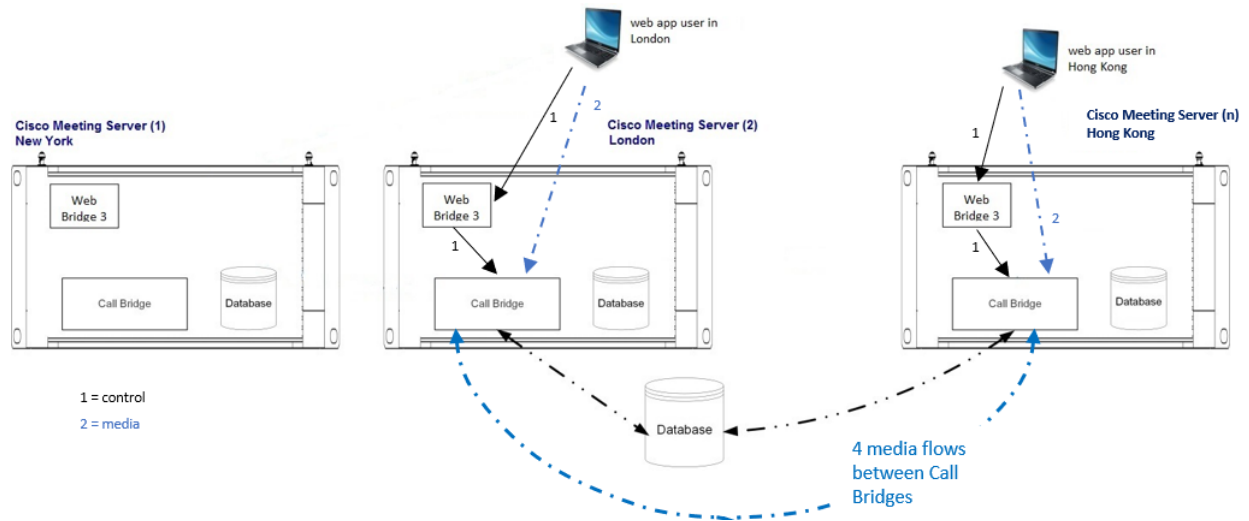 web app user in
London
web app user in
Hong Kong
Cisco Meeting Server (1)
New York
1
2
Cisco Meeting Server (2)
London
1
Cisco Meeting Server (n)
Hong Kong
Web
Bridge 3
Web
Bridge 3
Web
Bridge 3
1
1
2
Call Bridge
Database
Call Bridge
Database
Call Bridge
Database
1 = control
2 = media
Database
4 media flows
between Call
Bridges